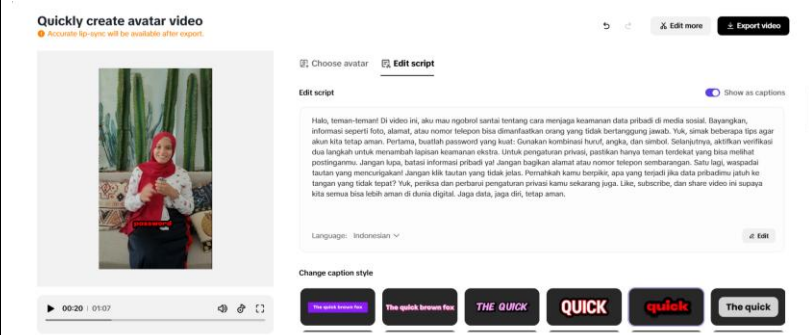 Quickly create avatar video
Accurate lip-sync will be available after export.
Edit more
Export video
Choose avatar
Edit script
Edit script
Show as captions
Halo, teman-teman! Di video ini, aku mau ngobrol santai tentang cara menjaga keamanan data pribadi di media sosial. Bayangkan,
informasi seperti foto, alamat, atau nomor telepon bisa dimanfaatkan orang yang tidak bertanggung jawab. Yuk, simak beberapa tips agar
akun kita tetap aman. Pertama, buatlah password yang kuat: Gunakan kombinasi huruf, angka, dan simbol. Selanjutnya, aktifkan verifikasi
dua langkah untuk menambah lapisan keamanan ekstra. Untuk pengaturan privasi, pastikan hanya teman terdekat yang bisa melihat
postinganmu. Jangan lupa, batasi informasi pribadi ya! Jangan bagikan alamat atau nomor telepon sembarangan. Satu lagi, waspadai
tautan yang mencurigakan! Jangan klik tautan yang tidak jelas. Pernahkah kamu berpikir, apa yang terjadi jika data pribadimu jatuh ke
tangan yang tidak tepat? Yuk, periksa dan perbarui pengaturan privasi kamu sekarang juga. Like, subscribe, dan share video ini supaya
kita semua bisa lebih aman di dunia digital. Jaga data, jaga diri, tetap aman.
password
Language: Indonesian
Edit
Change caption style
00:20 | 01:07
The quick brown fox
The quick brown fox
THE QUICK
QUICK
quick
The quick